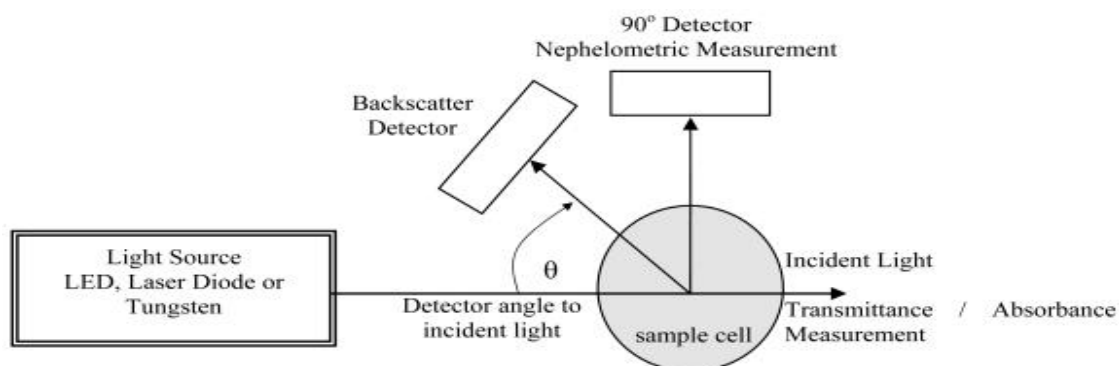 90° Detector
Nephelometric Measurement
Backscatter
Detector
Light Source
LED, Laser Diode or
Tungsten
θ
Detector angle to
incident light
sample cell
Incident Light
Transmittance / Absorbance
Measurement